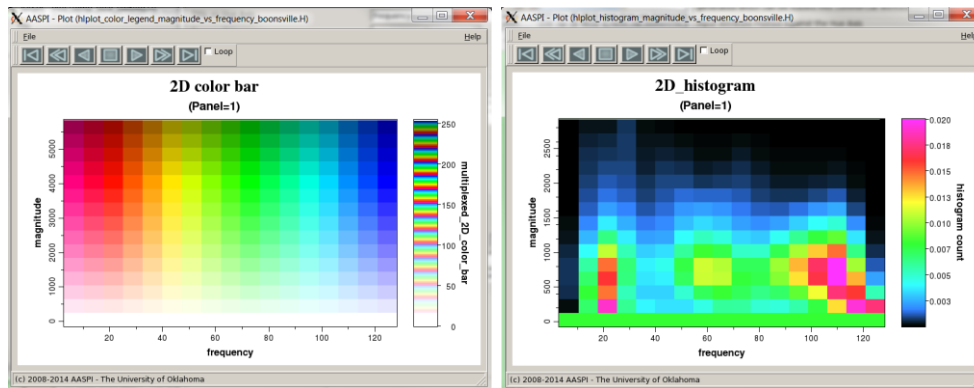 AASPI - Plot (hlplot_color_legend_magnitude_vs_frequency_boonsville.H)
File
Help
Loop
2D color bar
(Panel=1)
magnitude
5000
4000
3000
2000
1000
0
20
40
60
80
100
120
frequency
250
200
150
100
50
0
multiplexed_2D_color_bar
(c) 2008-2014 AASPI - The University of Oklahoma
AASPI - Plot (hlplot_histogram_magnitude_vs_frequency_boonsville.H)
File
Help
Loop
2D_histogram
(Panel=1)
magnitude
2500
2000
1500
1000
500
0
20
40
60
80
100
120
frequency
0.020
0.018
0.015
0.013
0.010
0.007
0.005
0.003
histogram count
(c) 2008-2014 AASPI - The University of Oklahoma